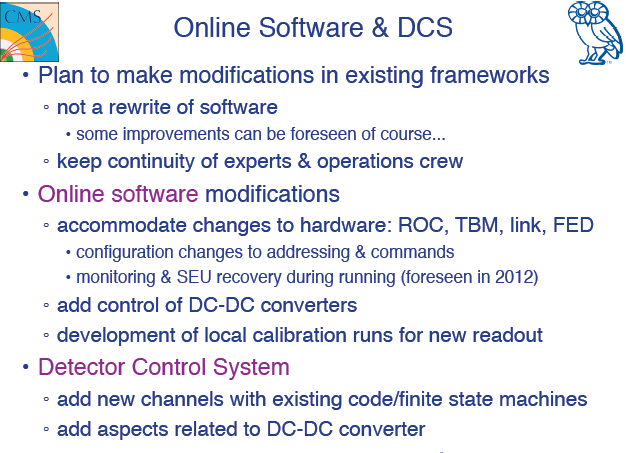 CMS
Online Software & DCS
• Plan to make modifications in existing frameworks
◦ not a rewrite of software
• some improvements can be foreseen of course...
◦ keep continuity of experts & operations crew
• Online software modifications
◦ accommodate changes to hardware: ROC, TBM, link, FED
• configuration changes to addressing & commands
• monitoring & SEU recovery during running (foreseen in 2012)
◦ add control of DC-DC converters
◦ development of local calibration runs for new readout
• Detector Control System
◦ add new channels with existing code/finite state machines
◦ add aspects related to DC-DC converter